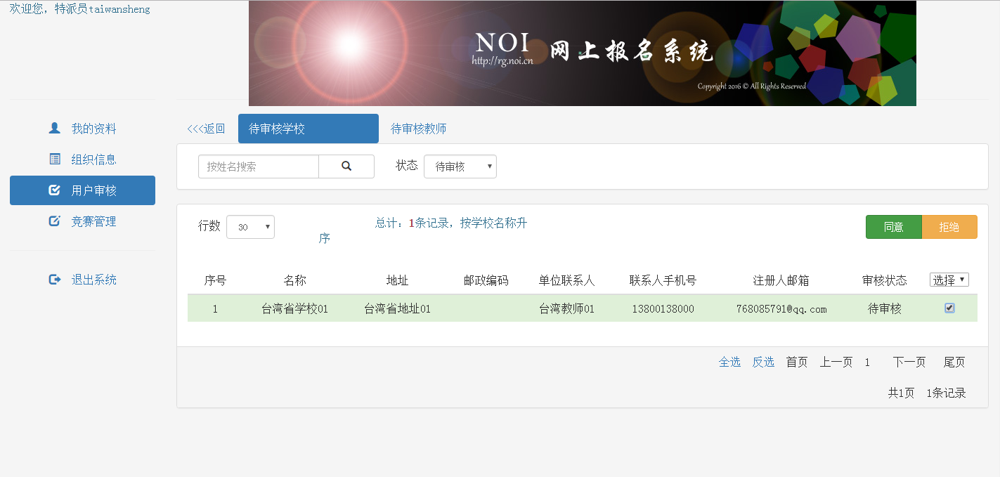 欢迎您，特派员taiwansheng
NOI 网上报名系统
http://rg.noi.cn
Copyright 2016 © All Rights Reserved
我的资料
组织信息
用户审核
竞赛管理
退出系统
<<<返回 待审核学校 待审核教师
按姓名搜索 状态 待审核
行数 30 总计：1条记录，按学校名称升
序
同意 拒绝
序号 名称 地址 邮政编码 单位联系人 联系人手机号 注册人邮箱 审核状态 选择
1 台湾省学校01 台湾省地址01 台湾教师01 13800138000 768085791@qq.com 待审核
全选 反选 首页 上一页 1 下一页 尾页
共1页 1条记录